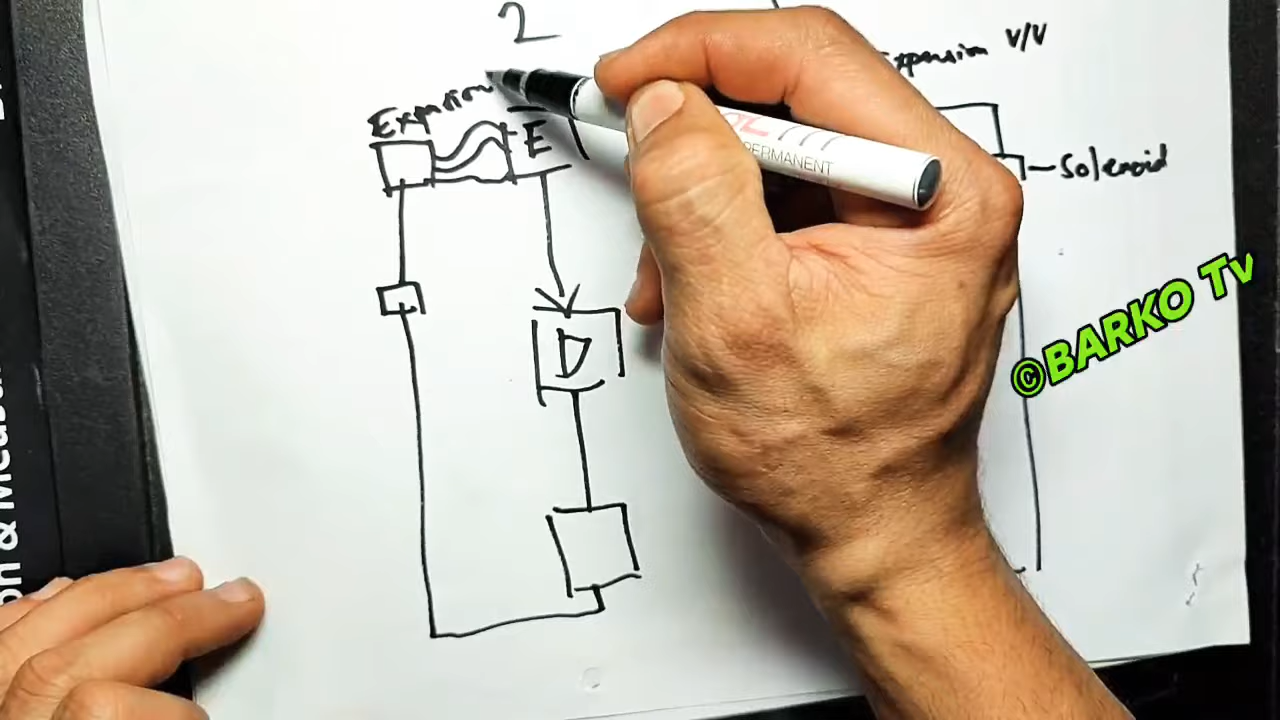 2
Expansion V/V
Expansion
E
PERMANENT
Solenoid
©BARKO Tv
D